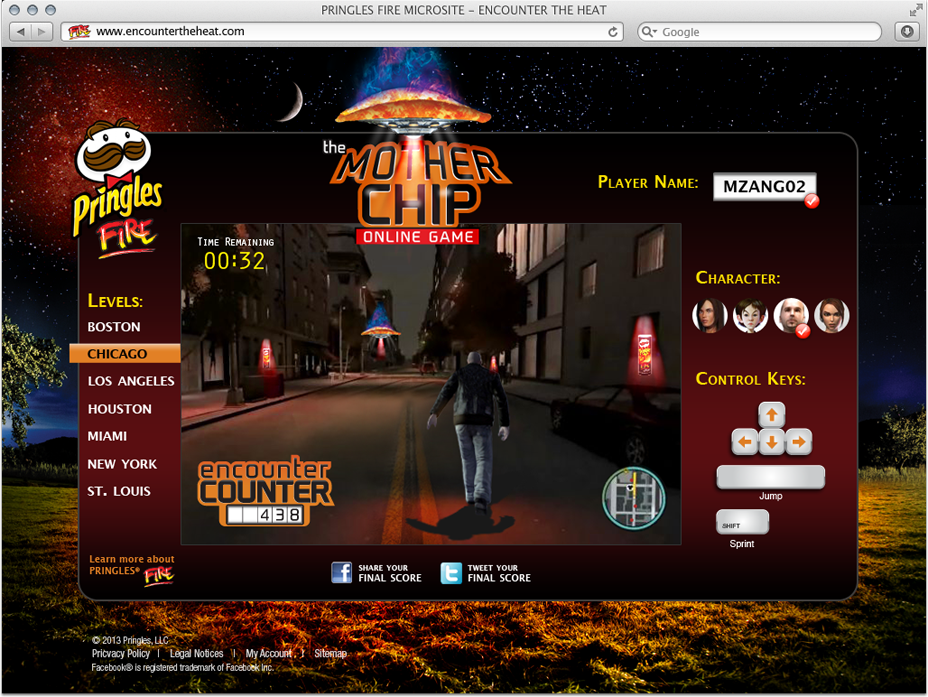 PRINGLES FIRE MICROSITE – ENCOUNTER THE HEAT
www.encountertheheat.com
Google
Pringles
FIRE
the
MOTHER
CHIP
ONLINE GAME
PLAYER NAME:
MZANG02
TIME REMAINING
00:32
LEVELS:
BOSTON
CHICAGO
LOS ANGELES
HOUSTON
MIAMI
NEW YORK
ST. LOUIS
CHARACTER:
CONTROL KEYS:
Jump
SHIFT
Sprint
encounter
COUNTER
438
Learn more about
PRINGLES® FIRE
SHARE YOUR
FINAL SCORE
TWEET YOUR
FINAL SCORE
© 2013 Pringles, LLC
Pricvacy Policy | Legal Notices | My Account | Sitemap
Facebook® is registered trademark of Facebook Inc.